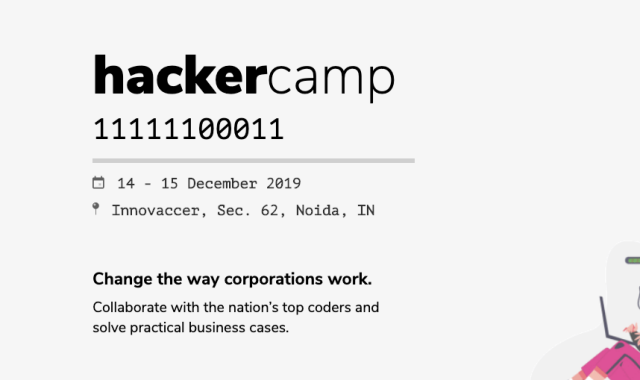 hackercamp
11111100011
14 - 15 December 2019
Innovaccer, Sec. 62, Noida, IN
Change the way corporations work.
Collaborate with the nation's top coders and
solve practical business cases.